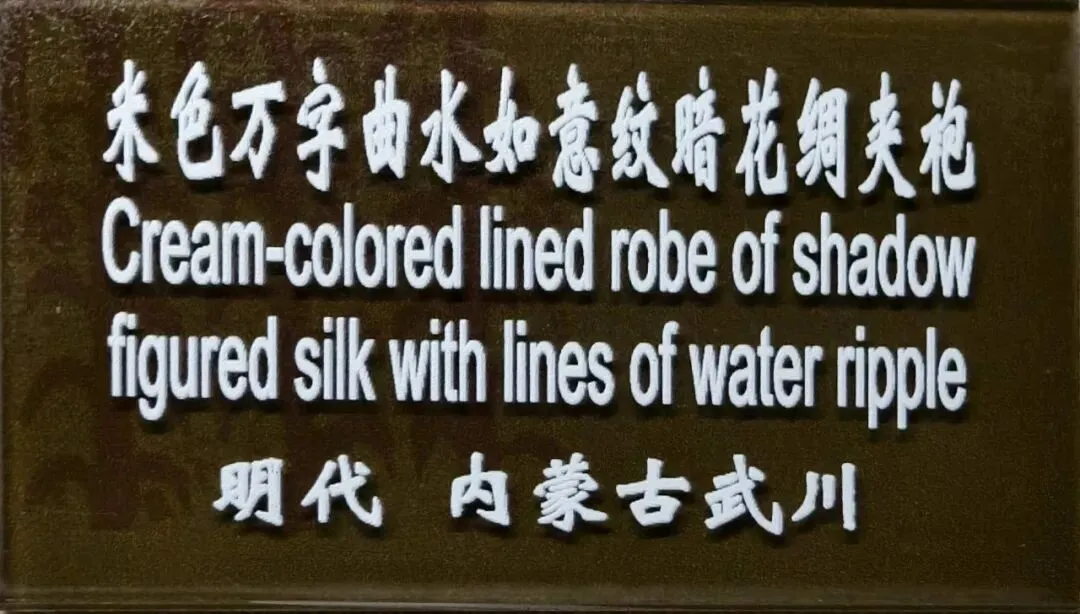 米色万字曲水如意纹暗花绸夹袍
Cream-colored lined robe of shadow
figured silk with lines of water ripple
明代 内蒙古武川